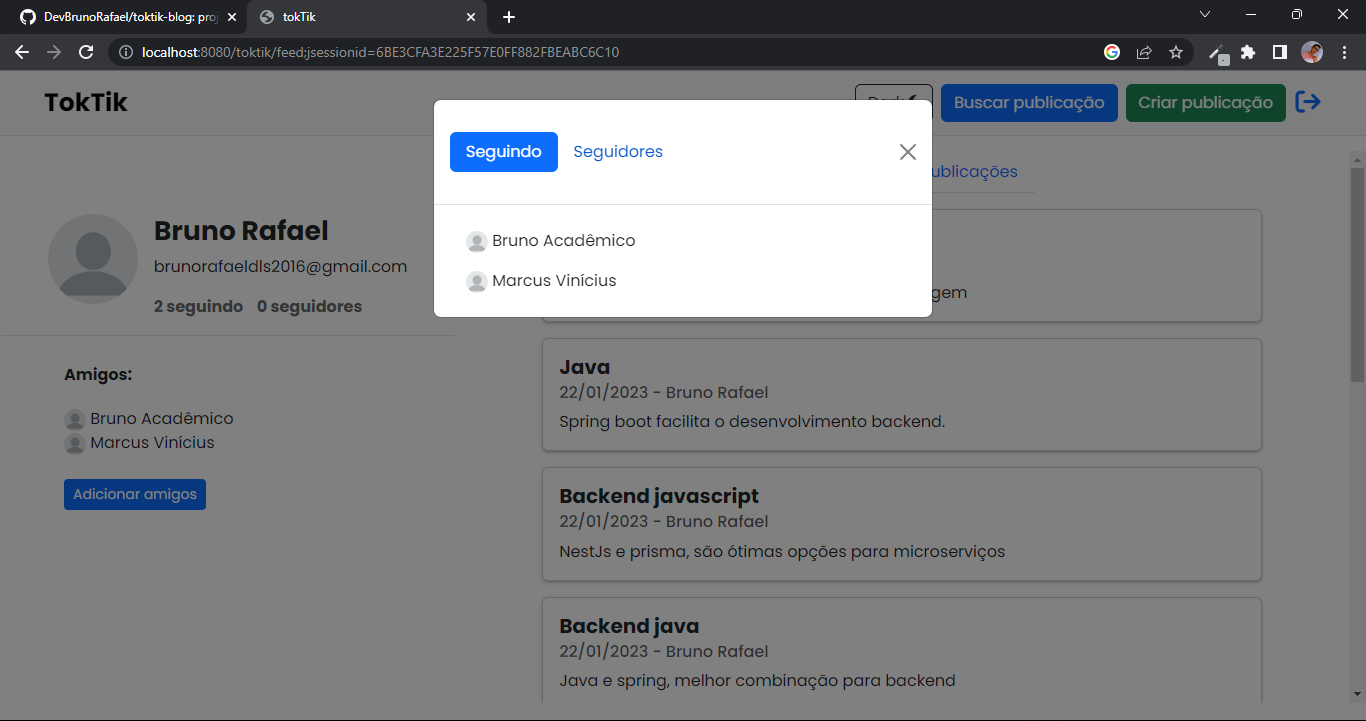 DevBrunoRafael/toktik-blog: pro
tokTik
localhost:8080/toktik/feed;jsessionid=6BE3CFA3E225F57E0FF882FBEABC6C10
TokTik
Dark
Buscar publicação
Criar publicação
Seguindo
Seguidores
ublicações
Bruno Acadêmico
Marcus Vinícius
gem
Bruno Rafael
brunorafaeldls2016@gmail.com
2 seguindo 0 seguidores
Amigos:
Bruno Acadêmico
Marcus Vinícius
Adicionar amigos
Java
22/01/2023 - Bruno Rafael
Spring boot facilita o desenvolvimento backend.
Backend javascript
22/01/2023 - Bruno Rafael
NestJs e prisma, são ótimas opções para microserviços
Backend java
22/01/2023 - Bruno Rafael
Java e spring, melhor combinação para backend